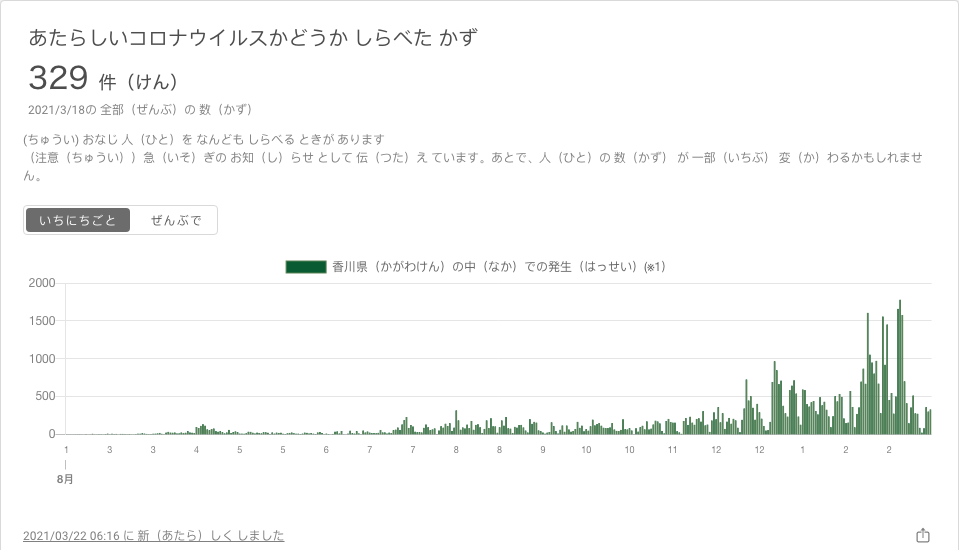 あたらしいコロナウイルスかどうか しらべた かず
329 件（けん）
2021/3/18の 全部（ぜんぶ）の 数（かず）
(ちゅうい) おなじ 人（ひと）を なんども しらべる ときが あります
（注意（ちゅうい））急（いそ）ぎの お知（し）らせ として 伝（つた）え ています。あとで、人（ひと）の 数（かず） が 一部（いちぶ） 変（か）わるかもしれませ
ん。
いちにちごと ぜんぶで
香川県（かがわけん）の中（なか）での発生（はっせい）(※1)
2000
1500
1000
500
0
1 3 3 4 5 5 6 7 7 8 8 9 10 10 11 12 12 1 2 2
8月
2021/03/22 06:16 に 新（あたら）しく しました